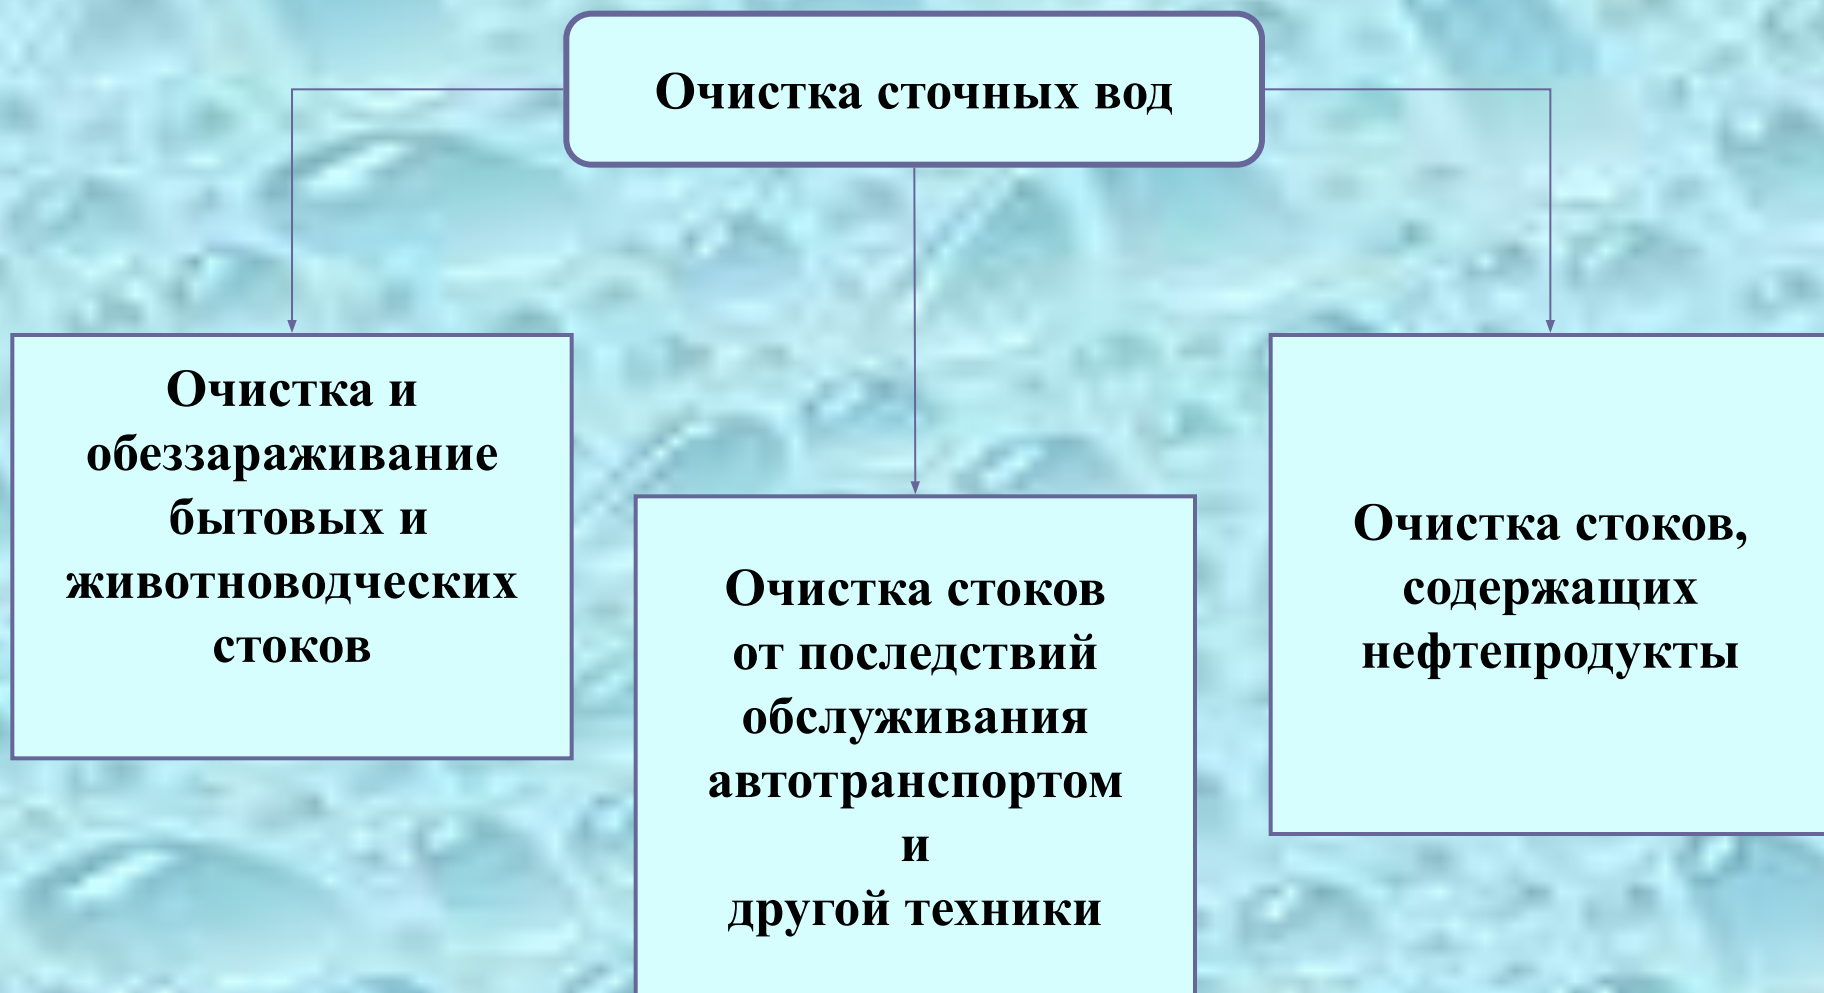 Очистка сточных вод
Очистка и
обеззараживание
бытовых и
животноводческих
стоков
Очистка стоков
от последствий
обслуживания
автотранспортом
и
другой техники
Очистка стоков,
содержащих
нефтепродукты